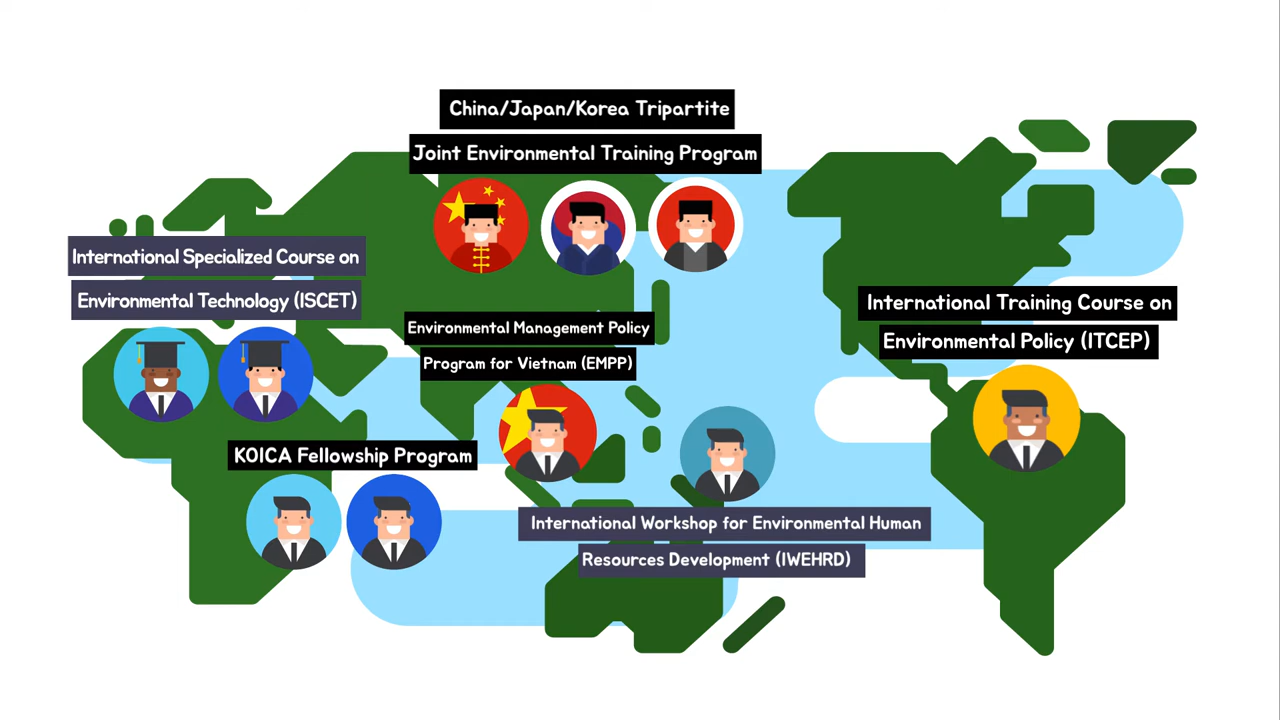 China/Japan/Korea Tripartite
Joint Environmental Training Program
International Specialized Course on
Environmental Technology (ISCET)
International Training Course on
Environmental Policy (ITCEP)
Environmental Management Policy
Program for Vietnam (EMPP)
KOICA Fellowship Program
International Workshop for Environmental Human
Resources Development (IWEHRD)